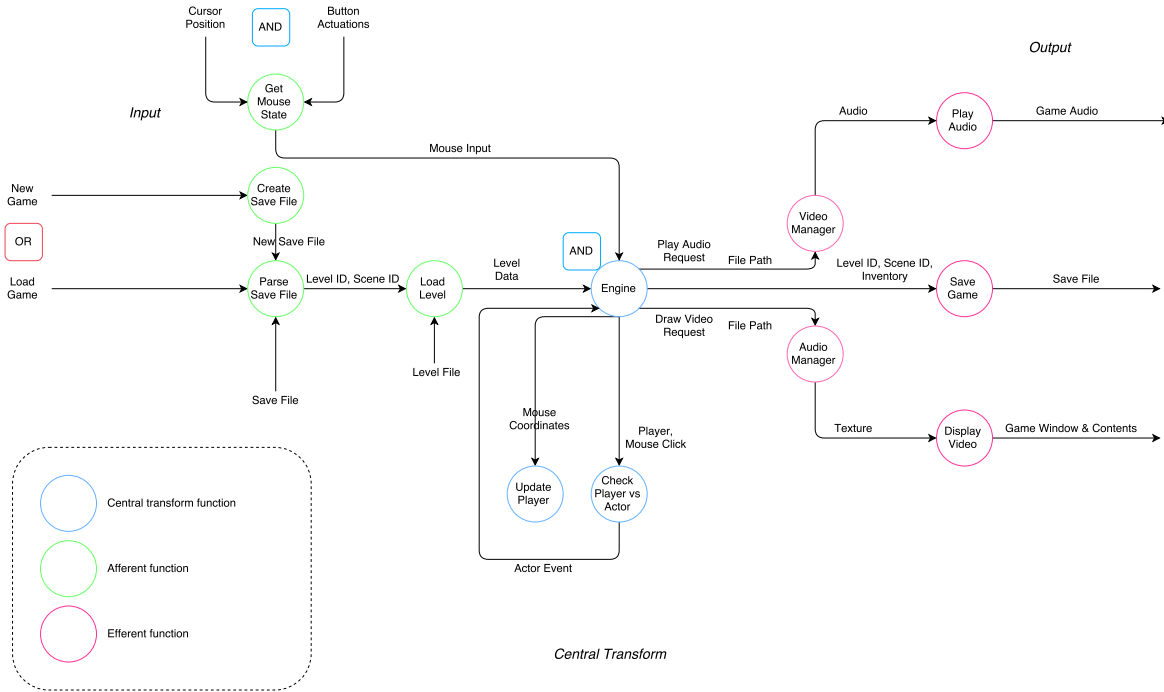 Cursor
Position
AND
Button
Actuations
Output
Input
Get
Mouse
State
Audio
Play
Audio
Game Audio
Mouse Input
New
Game
Create
Save File
Video
Manager
OR
New Save File
AND
Play Audio
Request
File Path
Load
Game
Parse
Save File
Level ID, Scene ID
Load
Level
Level
Data
Engine
Level ID, Scene ID,
Inventory
Save
Game
Save File
Draw Video
Request
File Path
Audio
Manager
Level File
Save File
Mouse
Coordinates
Player,
Mouse Click
Texture
Display
Video
Game Window & Contents
Update
Player
Check
Player vs
Actor
Actor Event
Central transform function
Afferent function
Efferent function
Central Transform